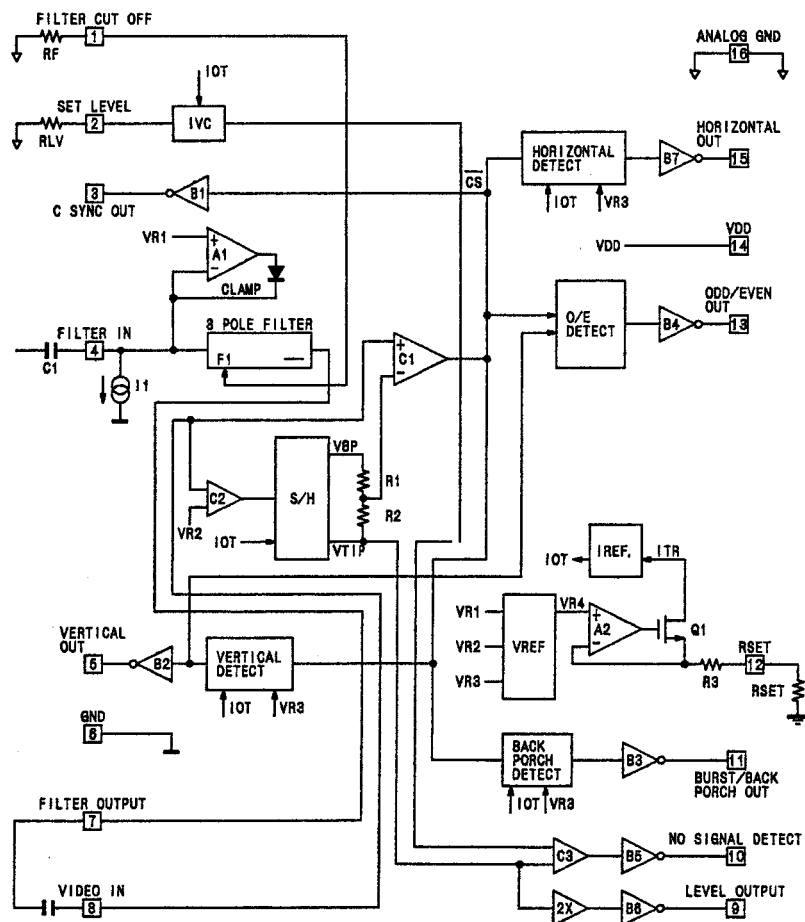 FILTER CUT OFF
1
RF
IOT
SET LEVEL
2
RLV
IVC
3
C SYNC OUT
B1
CS
VR1
+
A1
-
CLAMP
FILTER IN
4
C1
I1
3 POLE FILTER
F1
+
C1
-
VBP
S/H
R1
R2
C2
VR2
IOT
VTIP
VERTICAL
OUT
5
B2
VERTICAL
DETECT
IOT
VR3
GND
6
FILTER OUTPUT
7
VIDEO IN
8
ANALOG GND
16
HORIZONTAL
DETECT
IOT
VR3
B7
HORIZONTAL
OUT
15
VDD
VDD
14
O/E
DETECT
B4
ODD/EVEN
OUT
13
IOT
IREF.
ITR
VR1
VR2
VR3
VREF
VR4
+
A2
-
Q1
R3
RSET
12
RSET
BACK
PORCH
DETECT
IOT
VR3
B3
11
BURST/BACK
PORCH OUT
C3
B5
NO SIGNAL DETECT
10
2X
B6
LEVEL OUTPUT
9